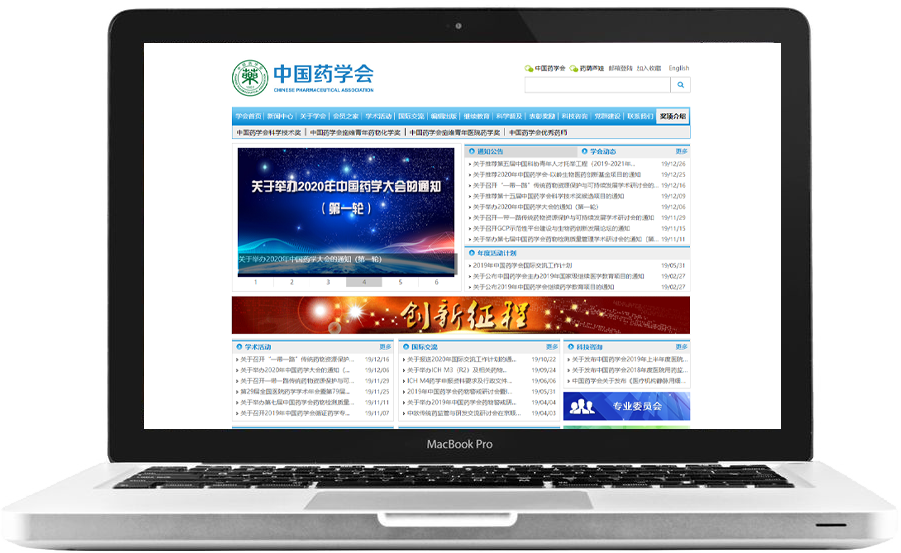 中国药学会
CHINESE PHARMACEUTICAL ASSOCIATION
中国药学会 药聘声雄 邮箱登陆 加入收藏 English
学会首页 | 新闻中心 | 关于学会 | 会员之家 | 学术活动 | 国际交流 | 编辑出版 | 继续教育 | 科学普及 | 表彰奖励 | 科技咨询 | 党群建设 | 联系我们 奖项介绍
中国药学会科学技术奖 | 中国药学会施维雅青年药物化学奖 | 中国药学会施维雅青年医院药学奖 | 中国药学会优秀药师
关于举办2020年中国药学大会的通知
（第一轮）
关于举办2020年中国药学大会的通知（第一轮）
1 2 3 4 5 6
通知公告 学会动态 更多
关于推荐第五届中国科协青年人才托举工程（2019-2021年... 19/12/26
关于推荐2020年中国药学会-以岭生物医药创新基金项目的通知 19/12/25
关于召开“一带一路”传统药物资源保护与可持续发展学术研讨会的... 19/12/16
关于推荐第十五届中国药学会科学技术奖候选项目的通知 19/12/09
关于举办2020年中国药学大会的通知（第一轮） 19/12/06
关于召开一带一路传统药物资源保护与可持续发展学术研讨会的通知 19/11/29
关于召开GCP示范性平台建设与生物药创新发展论坛的通知 19/11/15
关于举办第七届中国药学会药物检测质量管理学术研讨会的通知（第... 19/11/11
年度活动计划
2019年中国药学会国际交流工作计划 19/05/31
关于公布中国药学会主办2019年国家级继续医学教育项目的通知 19/02/27
关于公布2019年中国药学会继续药学教育项目的通知 19/02/27
创新征程
学术活动 更多
关于召开“一带一路”传统药物资源保护... 19/12/16
关于举办2020年中国药学大会的通知（... 19/12/06
关于召开一带一路传统药物资源保护与可... 19/11/29
第29届全国医院药学学术年会暨第79届... 19/11/11
关于举办第七届中国药学会药物检测质量... 19/11/11
关于召开2019年中国药学会循证药学专... 19/11/07
国际交流 更多
关于报送2020年国际交流工作计划的通... 19/10/22
关于举办ICH M3（R2）及相关药物... 19/09/24
ICH M4药学申报资料要求及行政文件... 19/06/06
2019年中国药学会药物警戒研讨会暨... 19/05/31
关于举办2019年中国药学会药物警戒研... 19/04/04
中欧传统药监管与研发交流研讨会在京顺... 19/04/03
科技咨询 更多
关于发布中国药学会2019年上半年度医院...
关于发布中国药学会2018年度医院用药监...
中国药学会关于发布《医疗机构静脉用细...
专业委员会
MacBook Pro